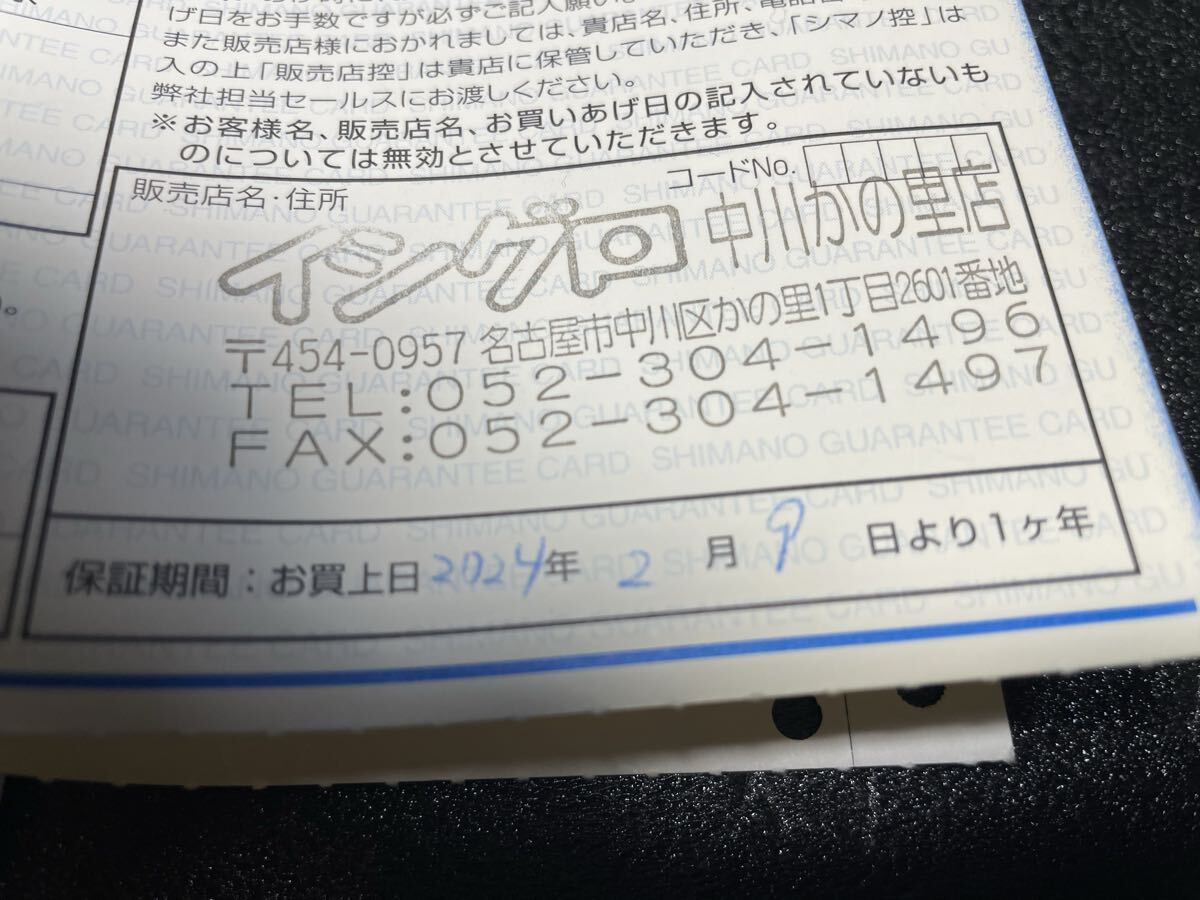 げ日をお手数ですが必ずご記入願い
また販売店様におかれましては、貴店名、住所、電話
入の上「販売店控」は貴店に保管していただき、「シマノ控」は
弊社担当セールスにお渡しください。
※お客様名、販売店名、お買いあげ日の記入されていないも
のについては無効とさせていただきます。
販売店名・住所
コードNo.
イシグロ 中川かの里店
〒454-0957 名古屋市中川区かの里1丁目2601番地
TEL:052-304-1496
FAX:052-304-1497
保証期間:お買上日 2024年 2 月 9 日より1ヶ年
SHIMANO GUARANTEE CARD